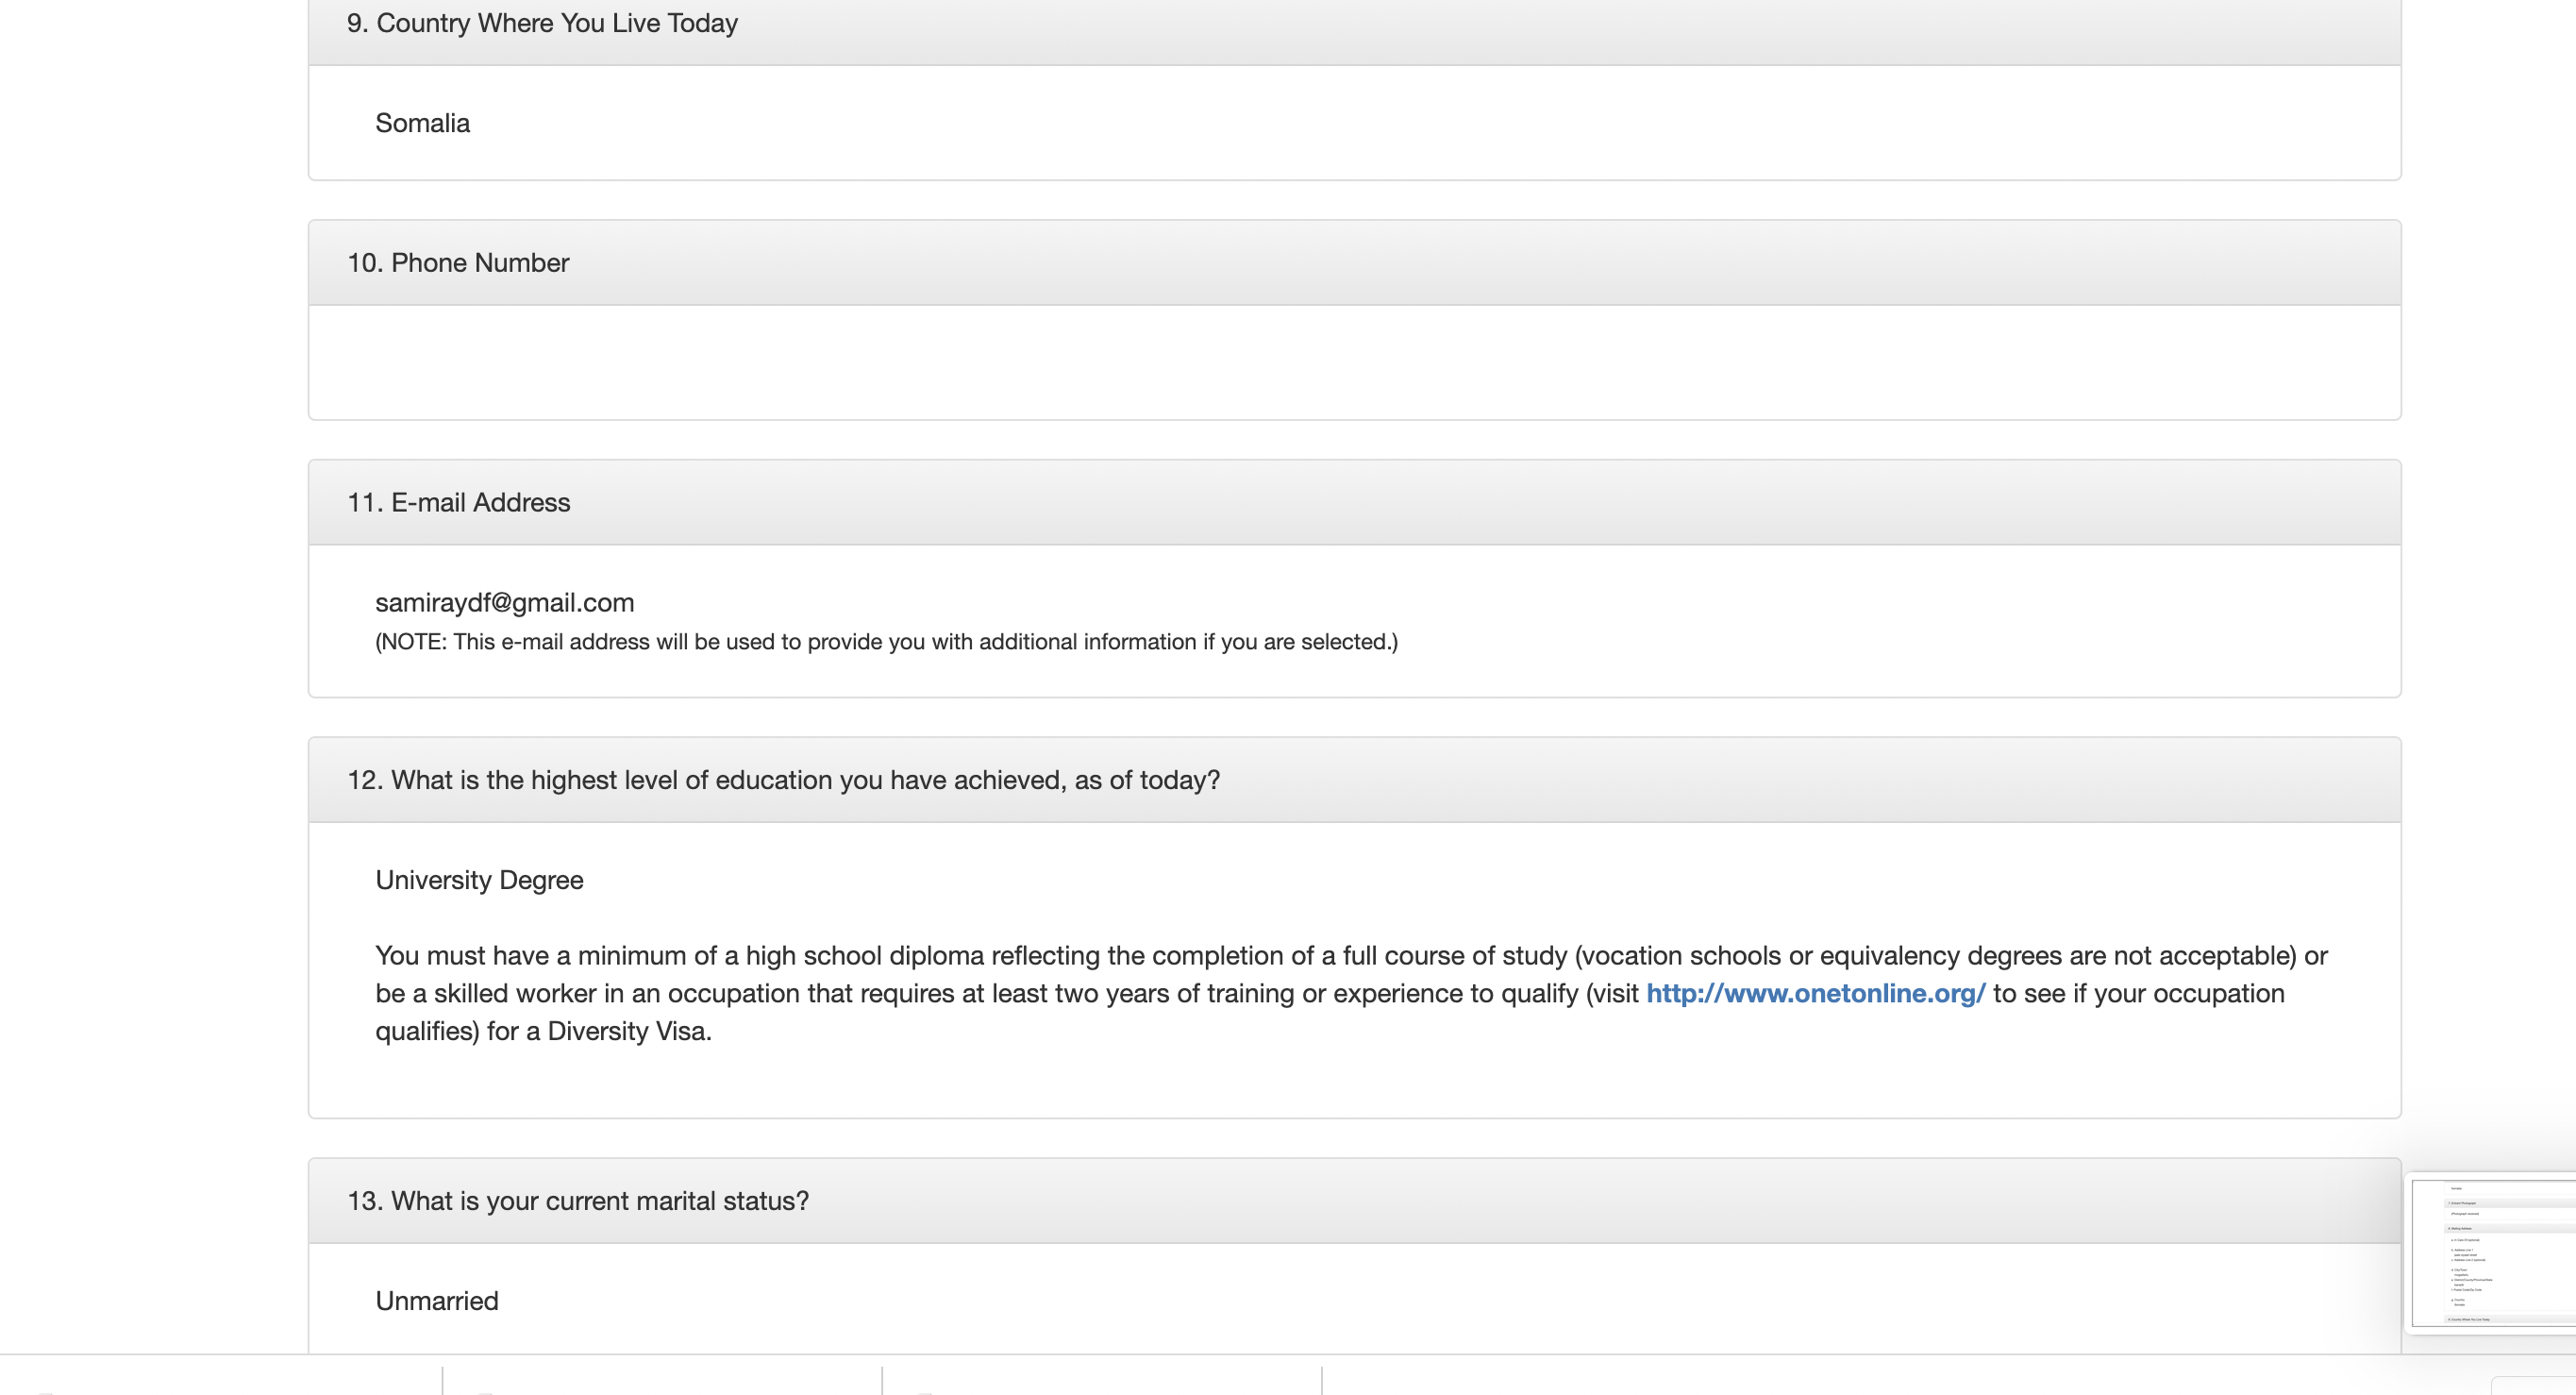 9. Country Where You Live Today
Somalia
10. Phone Number
11. E-mail Address
samiraydf@gmail.com
(NOTE: This e-mail address will be used to provide you with additional information if you are selected.)
12. What is the highest level of education you have achieved, as of today?
University Degree
You must have a minimum of a high school diploma reflecting the completion of a full course of study (vocation schools or equivalency degrees are not acceptable) or
be a skilled worker in an occupation that requires at least two years of training or experience to qualify (visit http://www.onetonline.org/ to see if your occupation
qualifies) for a Diversity Visa.
13. What is your current marital status?
Unmarried